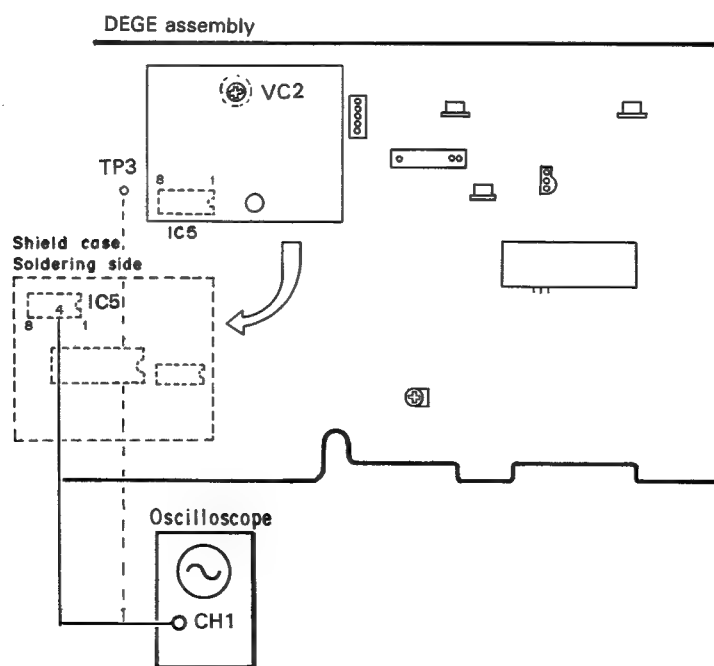 DEGE assembly
VC2
TP3
8 1
IC5
Shield case.
Soldering side
IC5
4
8 1
Oscilloscope
CH1